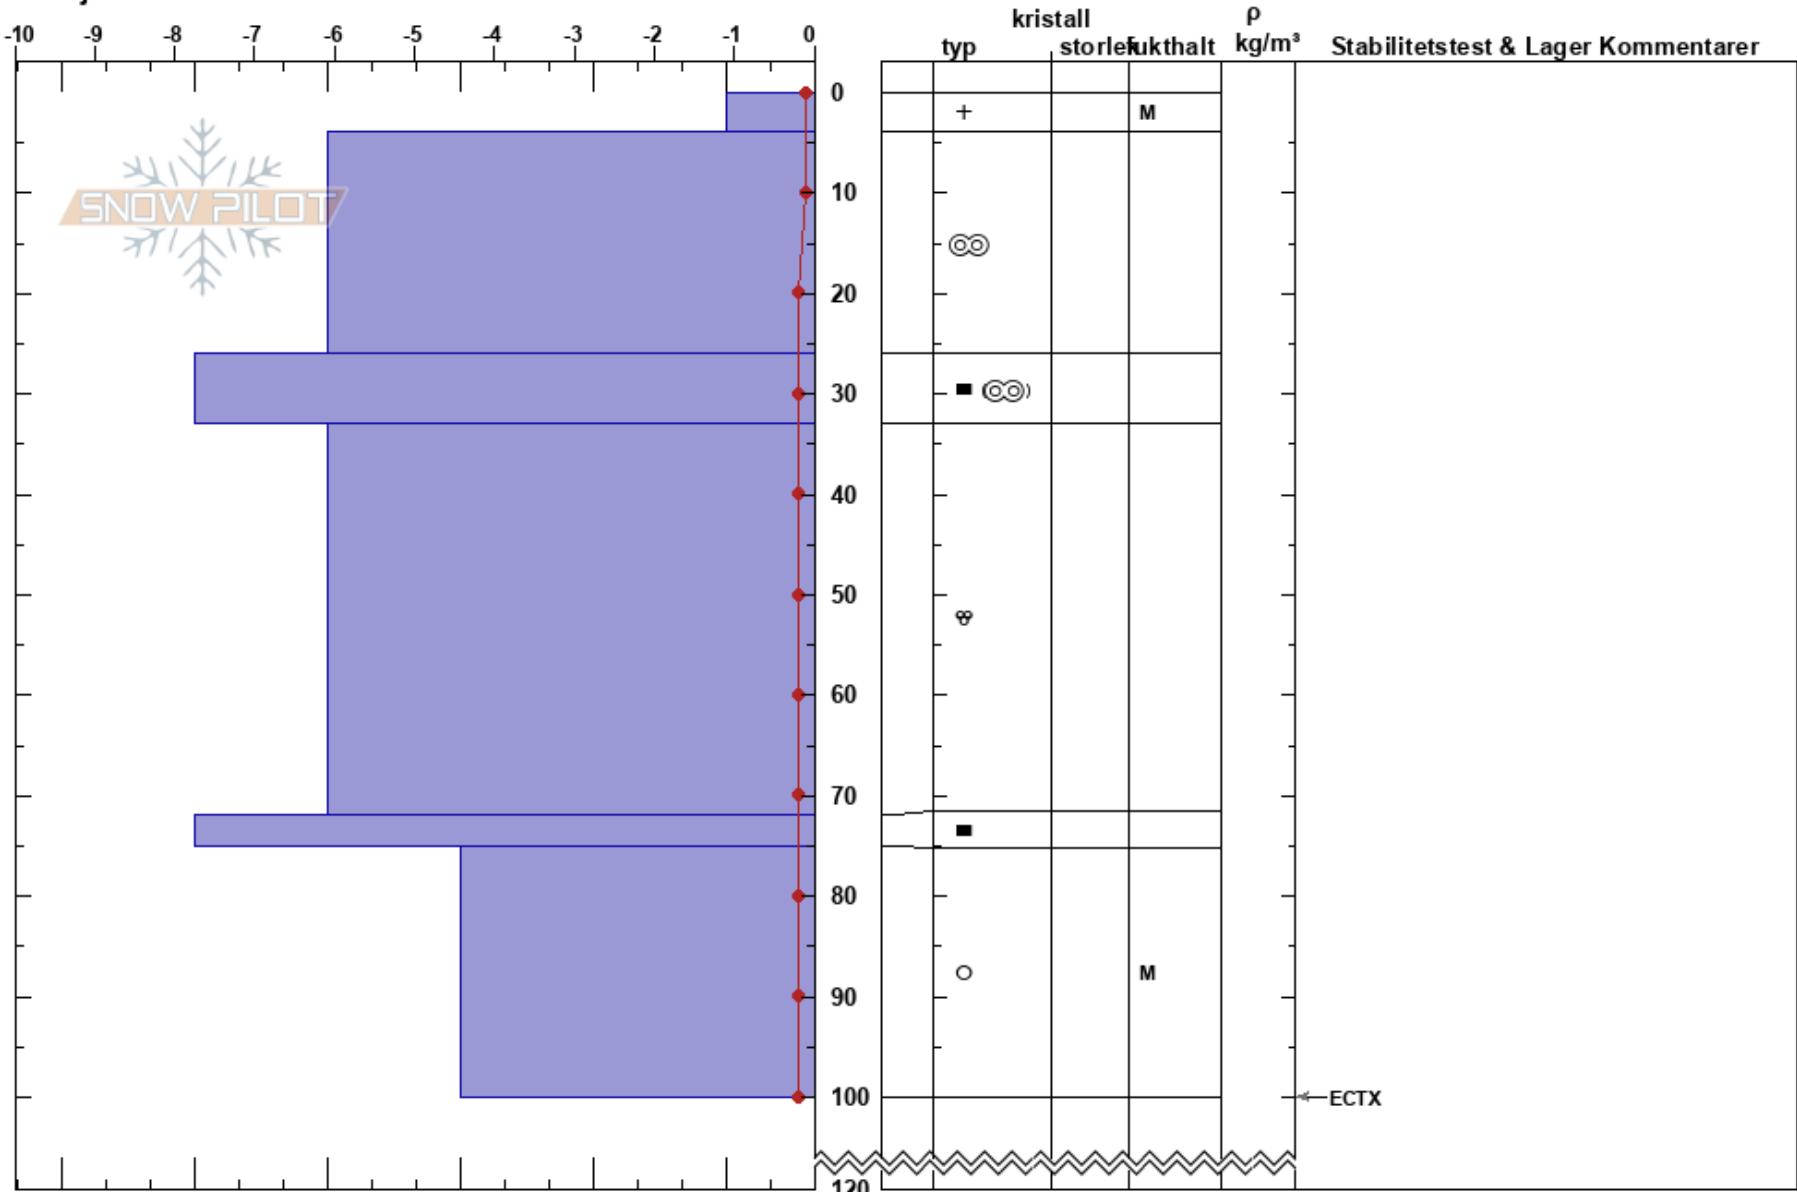 kristall ρ
-10 -9 -8 -7 -6 -5 -4 -3 -2 -1 0 typ storlek fukthalt kg/m³ Stabilitetstest & Lager Kommentarer
0
+ M
SNOW PILOT
10
20
30
40
50
60
70
80
M
90
100 ECTX
120